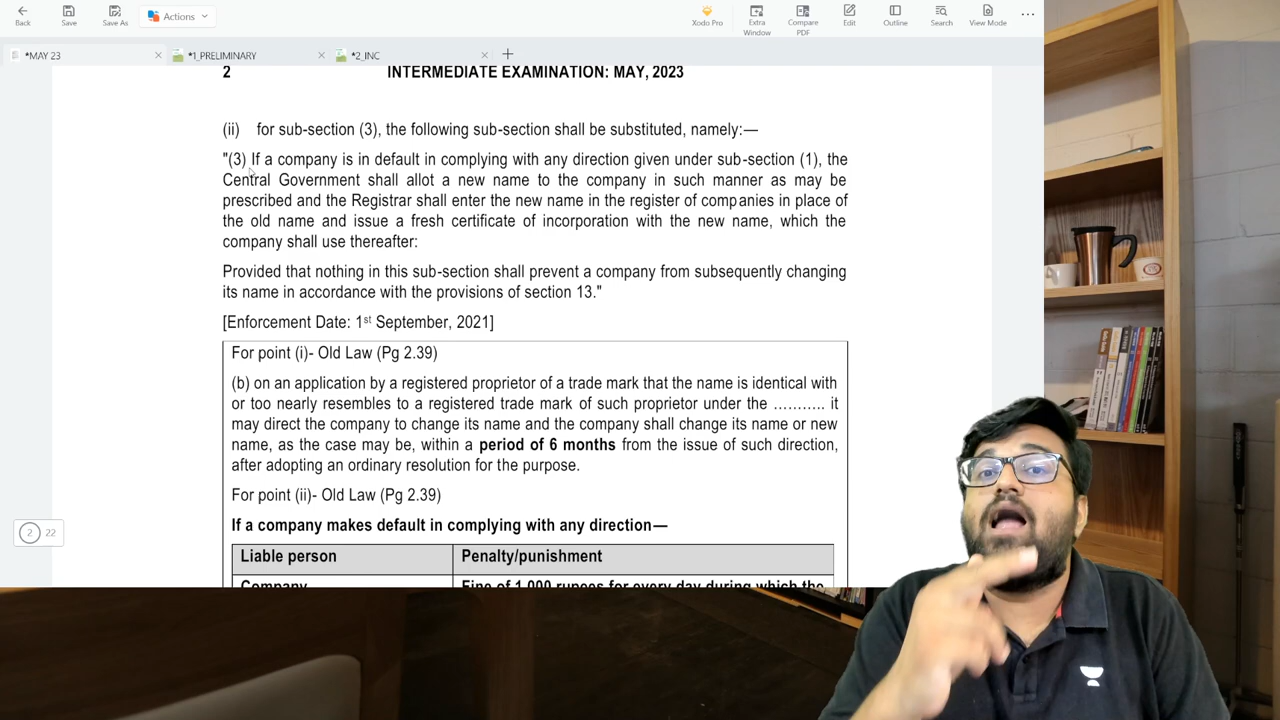 Back
Save
Save As
Actions
Xodo Pro
Extra
Window
Compare
PDF
Edit
Outline
Search
View Mode
*MAY 23
*1_PRELIMINARY
*2_INC
2 INTERMEDIATE EXAMINATION: MAY, 2023
(ii) for sub-section (3), the following sub-section shall be substituted, namely:—
"(3) If a company is in default in complying with any direction given under sub-section (1), the
Central Government shall allot a new name to the company in such manner as may be
prescribed and the Registrar shall enter the new name in the register of companies in place of
the old name and issue a fresh certificate of incorporation with the new name, which the
company shall use thereafter:
Provided that nothing in this sub-section shall prevent a company from subsequently changing
its name in accordance with the provisions of section 13."
[Enforcement Date: 1st September, 2021]
For point (i)- Old Law (Pg 2.39)
(b) on an application by a registered proprietor of a trade mark that the name is identical with
or too nearly resembles to a registered trade mark of such proprietor under the ……….. it
may direct the company to change its name and the company shall change its name or new
name, as the case may be, within a period of 6 months from the issue of such direction,
after adopting an ordinary resolution for the purpose.
For point (ii)- Old Law (Pg 2.39)
If a company makes default in complying with any direction—
Liable person Penalty/punishment
Company Fine of 1,000 rupees for every day during which the
2 22